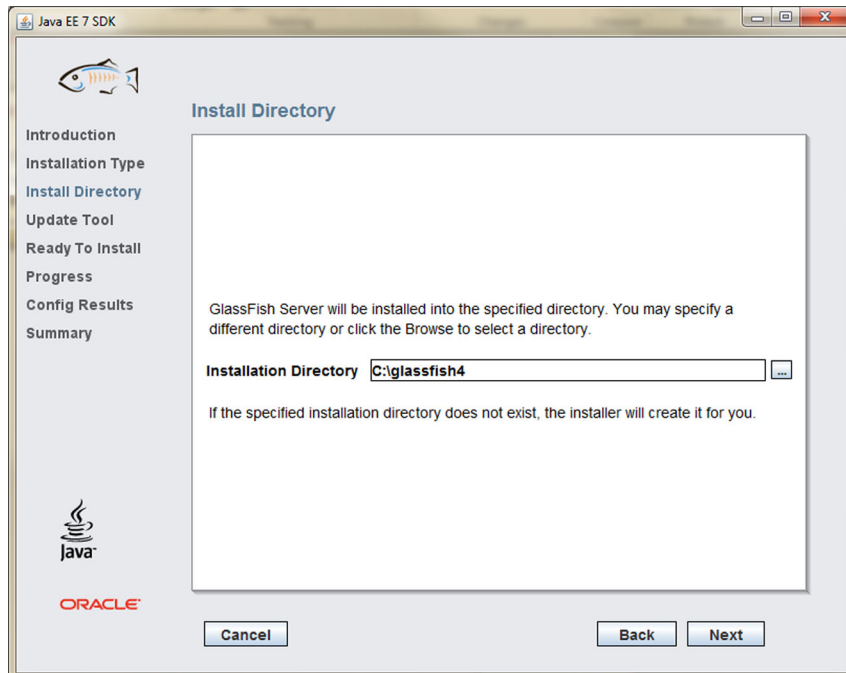 Java EE 7 SDK
Install Directory
Introduction
Installation Type
Install Directory
Update Tool
Ready To Install
Progress
Config Results
Summary
GlassFish Server will be installed into the specified directory. You may specify a
different directory or click the Browse to select a directory.
Installation Directory C:\glassfish4 ...
If the specified installation directory does not exist, the installer will create it for you.
Java™
ORACLE
Cancel Back Next